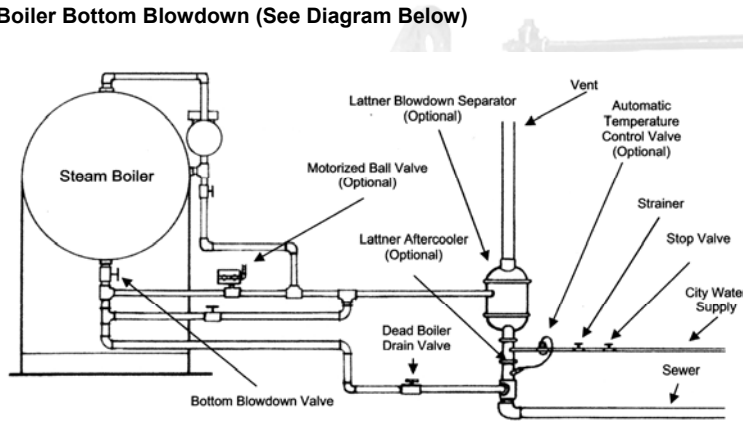 Boiler Bottom Blowdown (See Diagram Below)
Vent
Lattner Blowdown Separator
(Optional)
Automatic
Temperature
Control Valve
(Optional)
Steam Boiler
Motorized Ball Valve
(Optional)
Strainer
Lattner Aftercooler
(Optional)
Stop Valve
City Water
Supply
Dead Boiler
Drain Valve
Sewer
Bottom Blowdown Valve